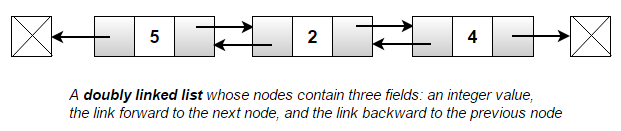 5 2 4
A doubly linked list whose nodes contain three fields: an integer value,
the link forward to the next node, and the link backward to the previous node